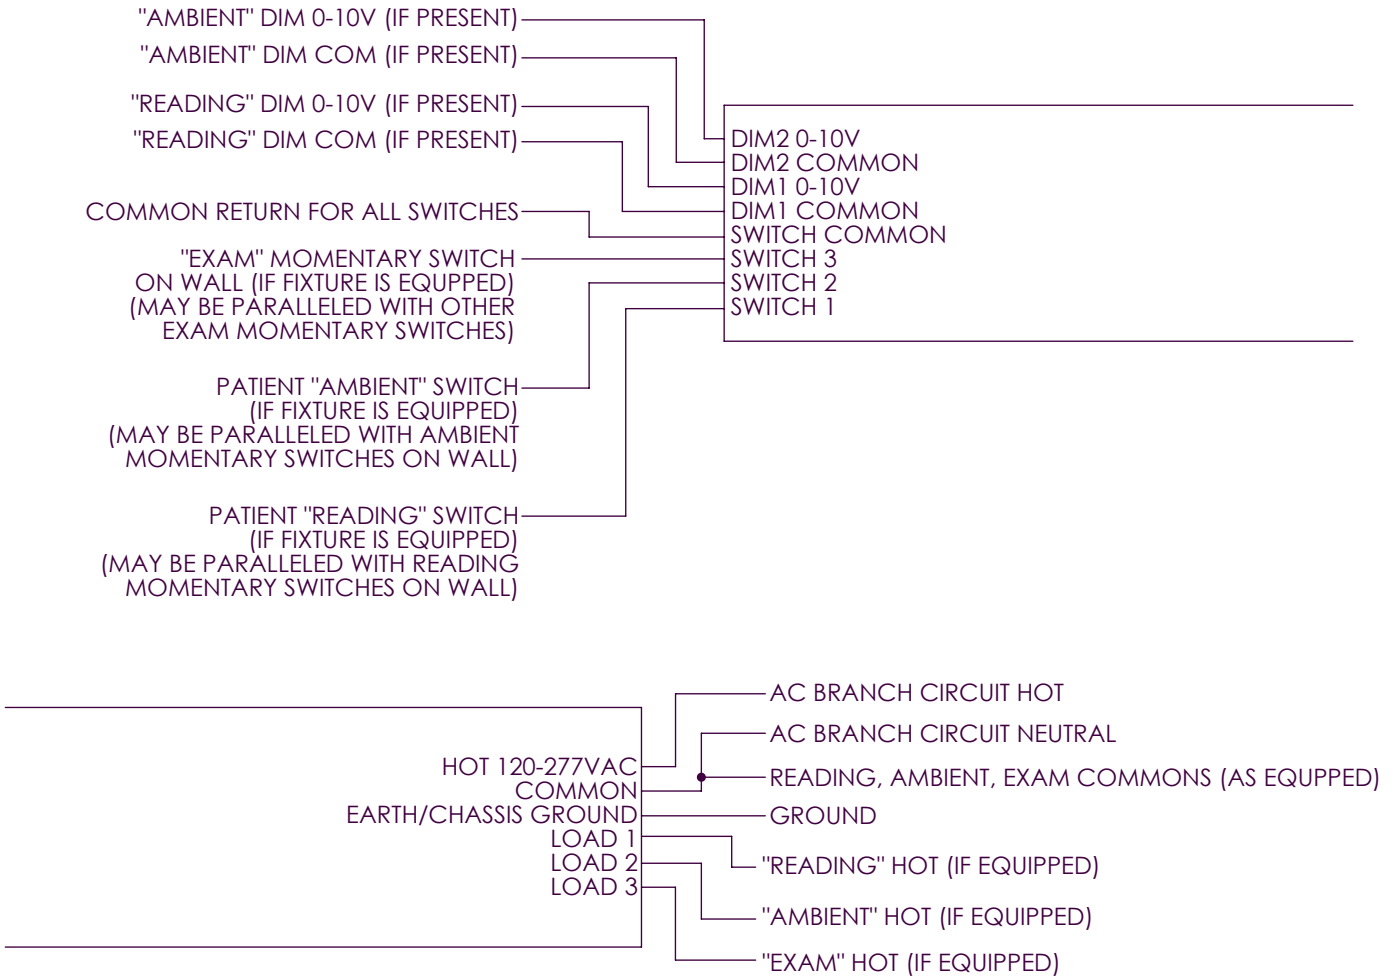 "AMBIENT" DIM 0-10V (IF PRESENT)
"AMBIENT" DIM COM (IF PRESENT)
"READING" DIM 0-10V (IF PRESENT)
"READING" DIM COM (IF PRESENT)
COMMON RETURN FOR ALL SWITCHES
"EXAM" MOMENTARY SWITCH
ON WALL (IF FIXTURE IS EQUPPED)
(MAY BE PARALLELED WITH OTHER
EXAM MOMENTARY SWITCHES)
PATIENT "AMBIENT" SWITCH
(IF FIXTURE IS EQUIPPED)
(MAY BE PARALLELED WITH AMBIENT
MOMENTARY SWITCHES ON WALL)
PATIENT "READING" SWITCH
(IF FIXTURE IS EQUIPPED)
(MAY BE PARALLELED WITH READING
MOMENTARY SWITCHES ON WALL)
DIM2 0-10V
DIM2 COMMON
DIM1 0-10V
DIM1 COMMON
SWITCH COMMON
SWITCH 3
SWITCH 2
SWITCH 1
HOT 120-277VAC
COMMON
EARTH/CHASSIS GROUND
LOAD 1
LOAD 2
LOAD 3
AC BRANCH CIRCUIT HOT
AC BRANCH CIRCUIT NEUTRAL
READING, AMBIENT, EXAM COMMONS (AS EQUPPED)
GROUND
"READING" HOT (IF EQUIPPED)
"AMBIENT" HOT (IF EQUIPPED)
"EXAM" HOT (IF EQUIPPED)